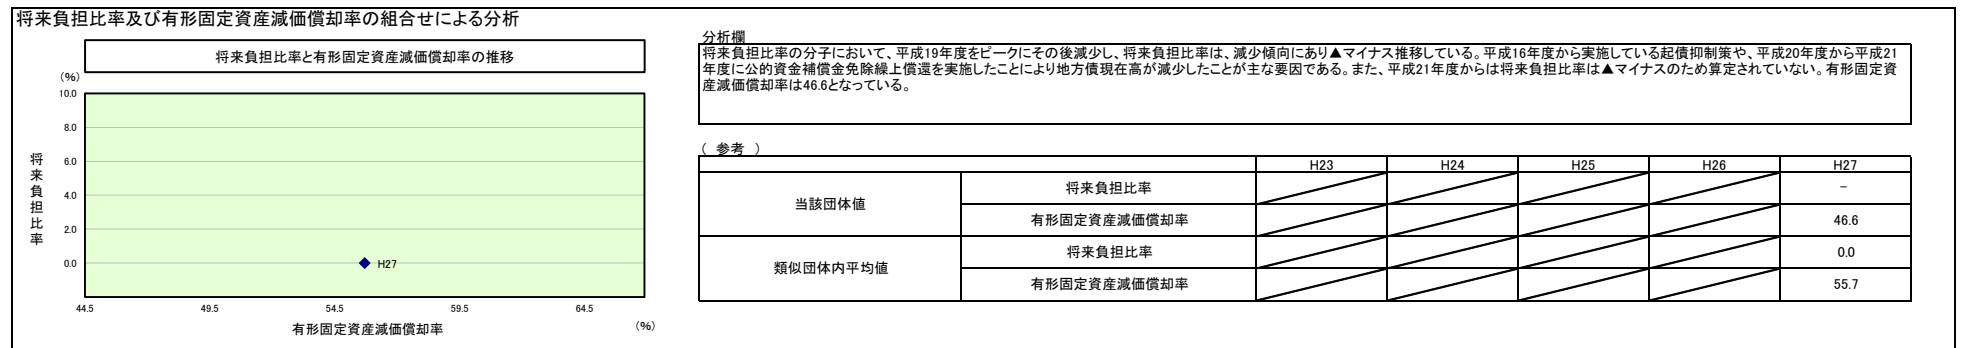 将来負担比率及び有形固定資産減価償却率の組合せによる分析
将来負担比率と有形固定資産減価償却率の推移
(%)
10.0
8.0
6.0
4.0
2.0
0.0
将来負担比率
H27
44.5 49.5 54.5 59.5 64.5
有形固定資産減価償却率
(%)
分析欄
将来負担比率の分子において、平成19年度をピークにその後減少し、将来負担比率は、減少傾向にあり▲マイナス推移している。平成16年度から実施している起債抑制策や、平成20年度から平成21
年度に公的資金補償金免除繰上償還を実施したことにより地方債現在高が減少したことが主な要因である。また、平成21年度からは将来負担比率は▲マイナスのため算定されていない。有形固定資
産減価償却率は46.6となっている。
( 参考 )
H23 H24 H25 H26 H27
当該団体値
将来負担比率 -
有形固定資産減価償却率 46.6
類似団体内平均値
将来負担比率 0.0
有形固定資産減価償却率 55.7